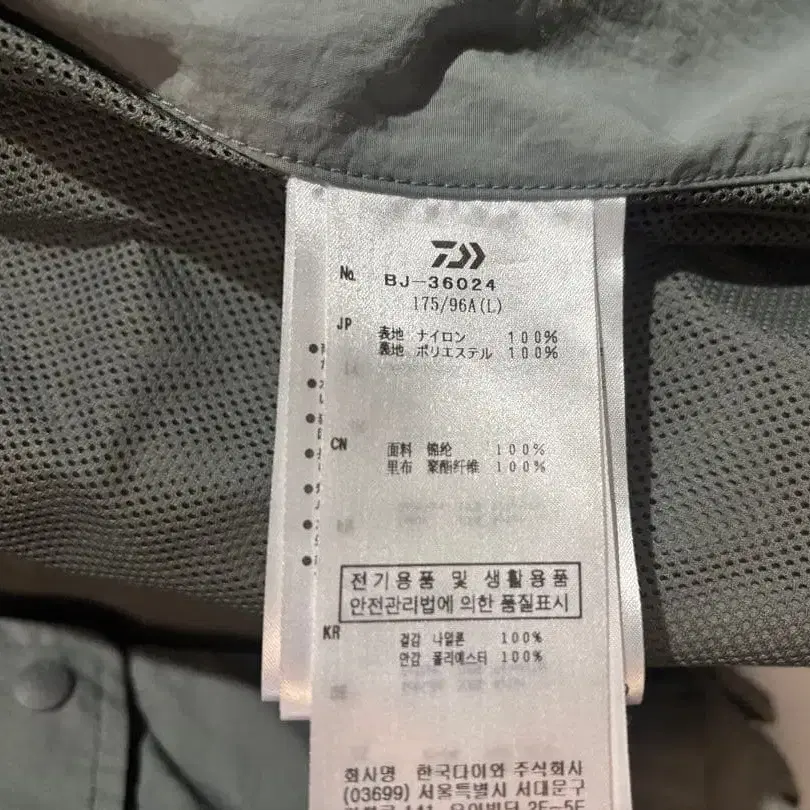 No. BJ-36024
175/96A(L)
JP
表地 ナイロン 100%
裏地 ポリエステル 100%
CN
面料 锦纶 100%
里布 聚酯纤维 100%
전기용품 및 생활용품
안전관리법에 의한 품질표시
KR
겉감 나일론 100%
안감 폴리에스터 100%
회사명 한국다이와 주식회사
(03699) 서울특별시 서대문구
141 2F-5F